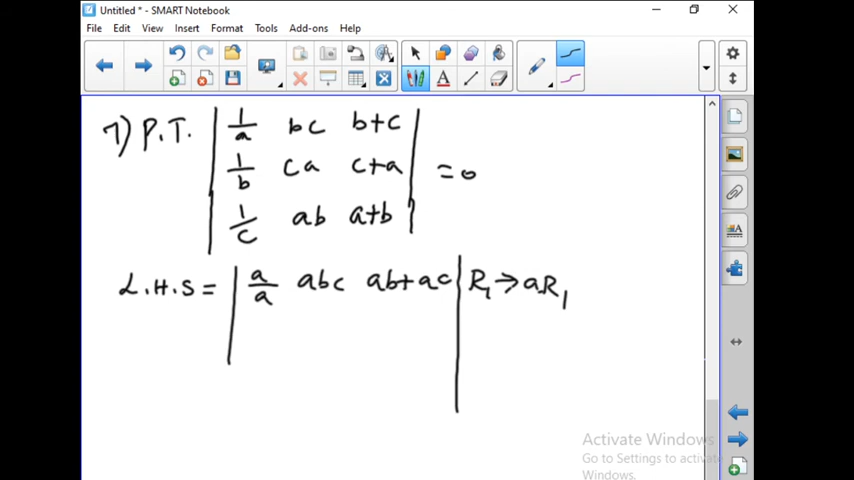 Untitled * - SMART Notebook
File Edit View Insert Format Tools Add-ons Help
7) P.T. | 1/a bc b+c |
| 1/b ca c+a | = 0
| 1/c ab a+b |
L.H.S = | a/a abc ab+ac | R₁→aR₁
Activate Windows
Go to Settings to activate
Windows.